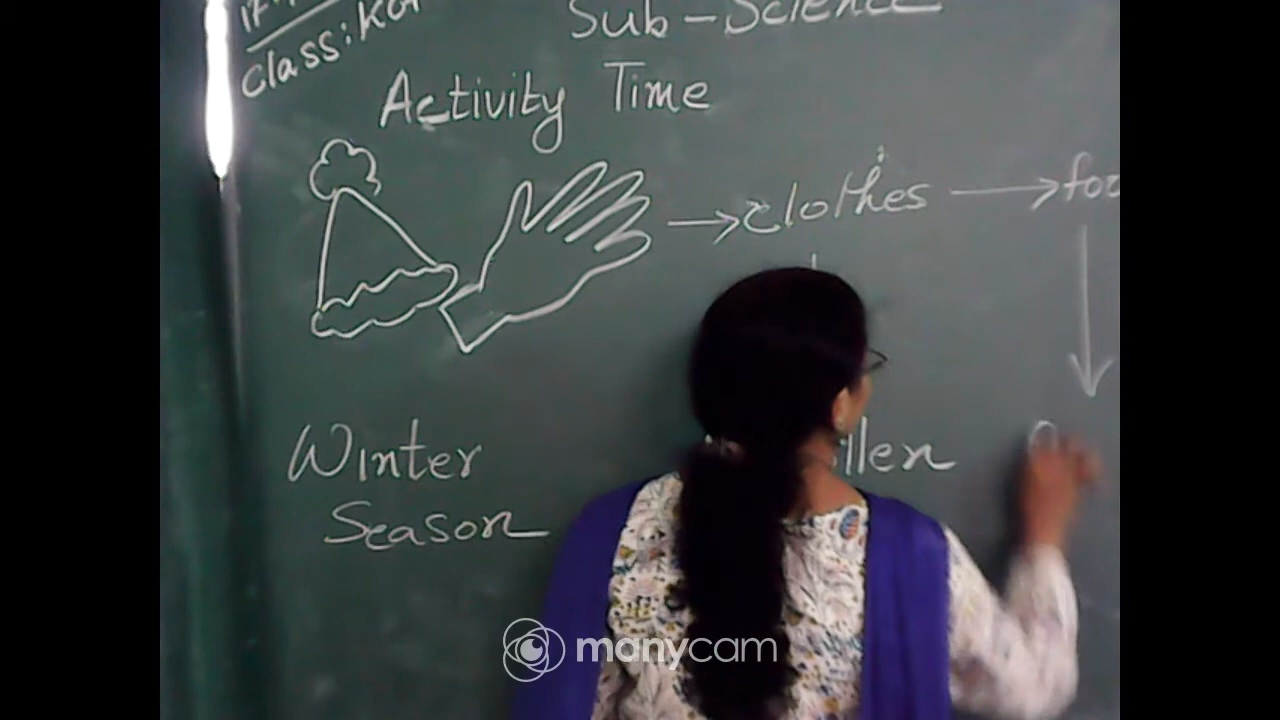 Sub-Science
class:
Activity Time
→ clothes → 
Winter
Season
manycam